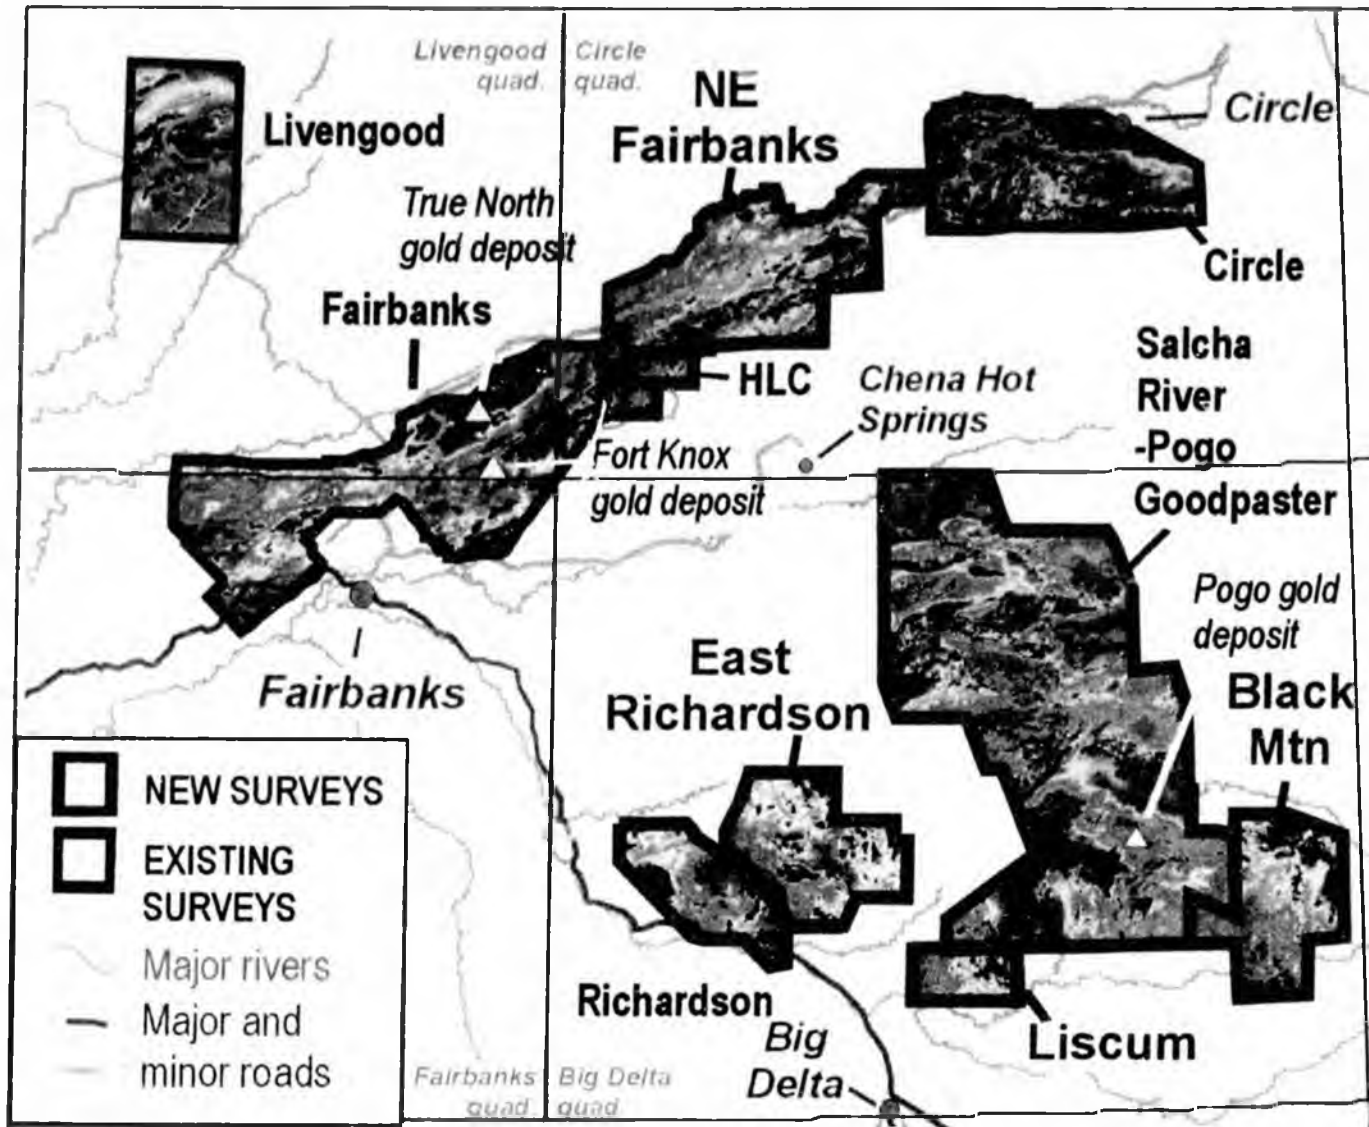 Livengood
quad.
Circle
quad.
NE
Fairbanks
Circle
Livengood
True North
gold deposit
Circle
Fairbanks
Salcha
River
-Pogo
Goodpaster
HLC
Chena Hot
Springs
Fort Knox
gold deposit
Pogo gold
deposit
Fairbanks
East
Richardson
Black
Mtn
NEW SURVEYS
EXISTING
SURVEYS
Major rivers
Major and
minor roads
Richardson
Liscum
Big
Delta
Fairbanks
quad
Big Delta
quad